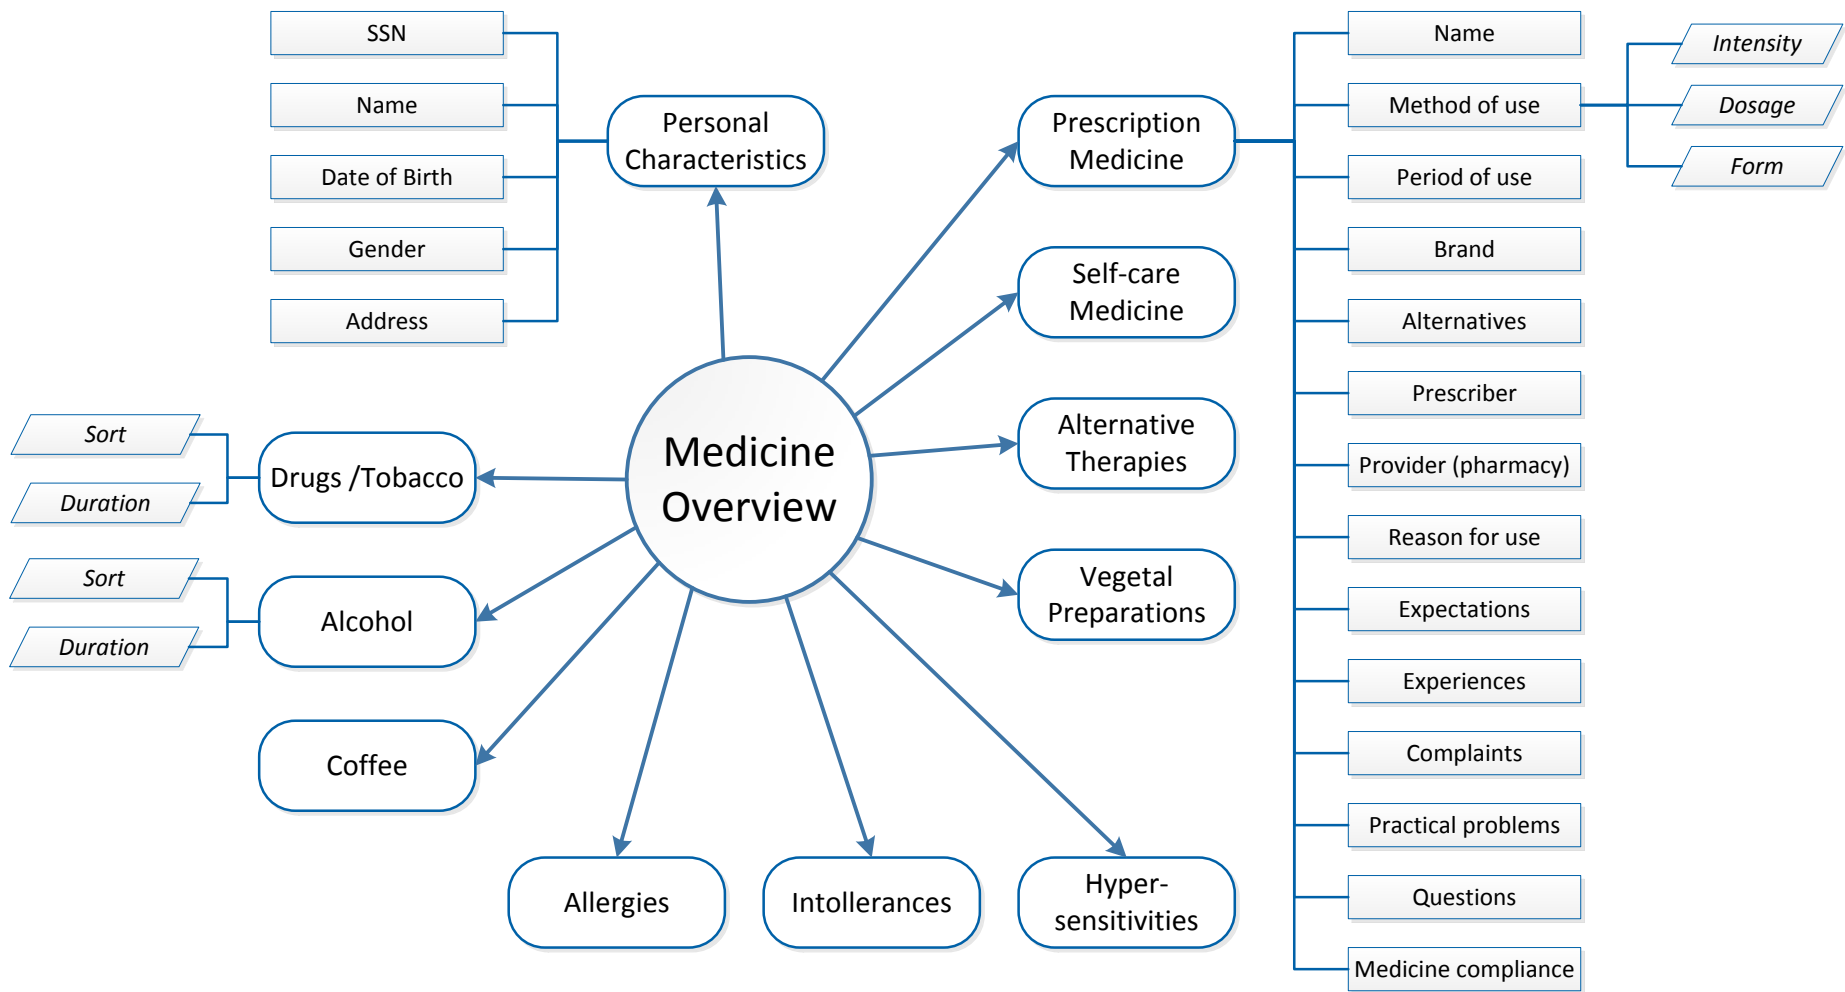 SSN
Name
Date of Birth
Gender
Address
Personal
Characteristics
Prescription
Medicine
Name
Method of use
Period of use
Brand
Alternatives
Prescriber
Provider (pharmacy)
Reason for use
Expectations
Experiences
Complaints
Practical problems
Questions
Medicine compliance
Intensity
Dosage
Form
Self-care
Medicine
Alternative
Therapies
Vegetal
Preparations
Medicine
Overview
Sort
Duration
Drugs /Tobacco
Sort
Duration
Alcohol
Coffee
Allergies
Intollerances
Hyper-
sensitivities